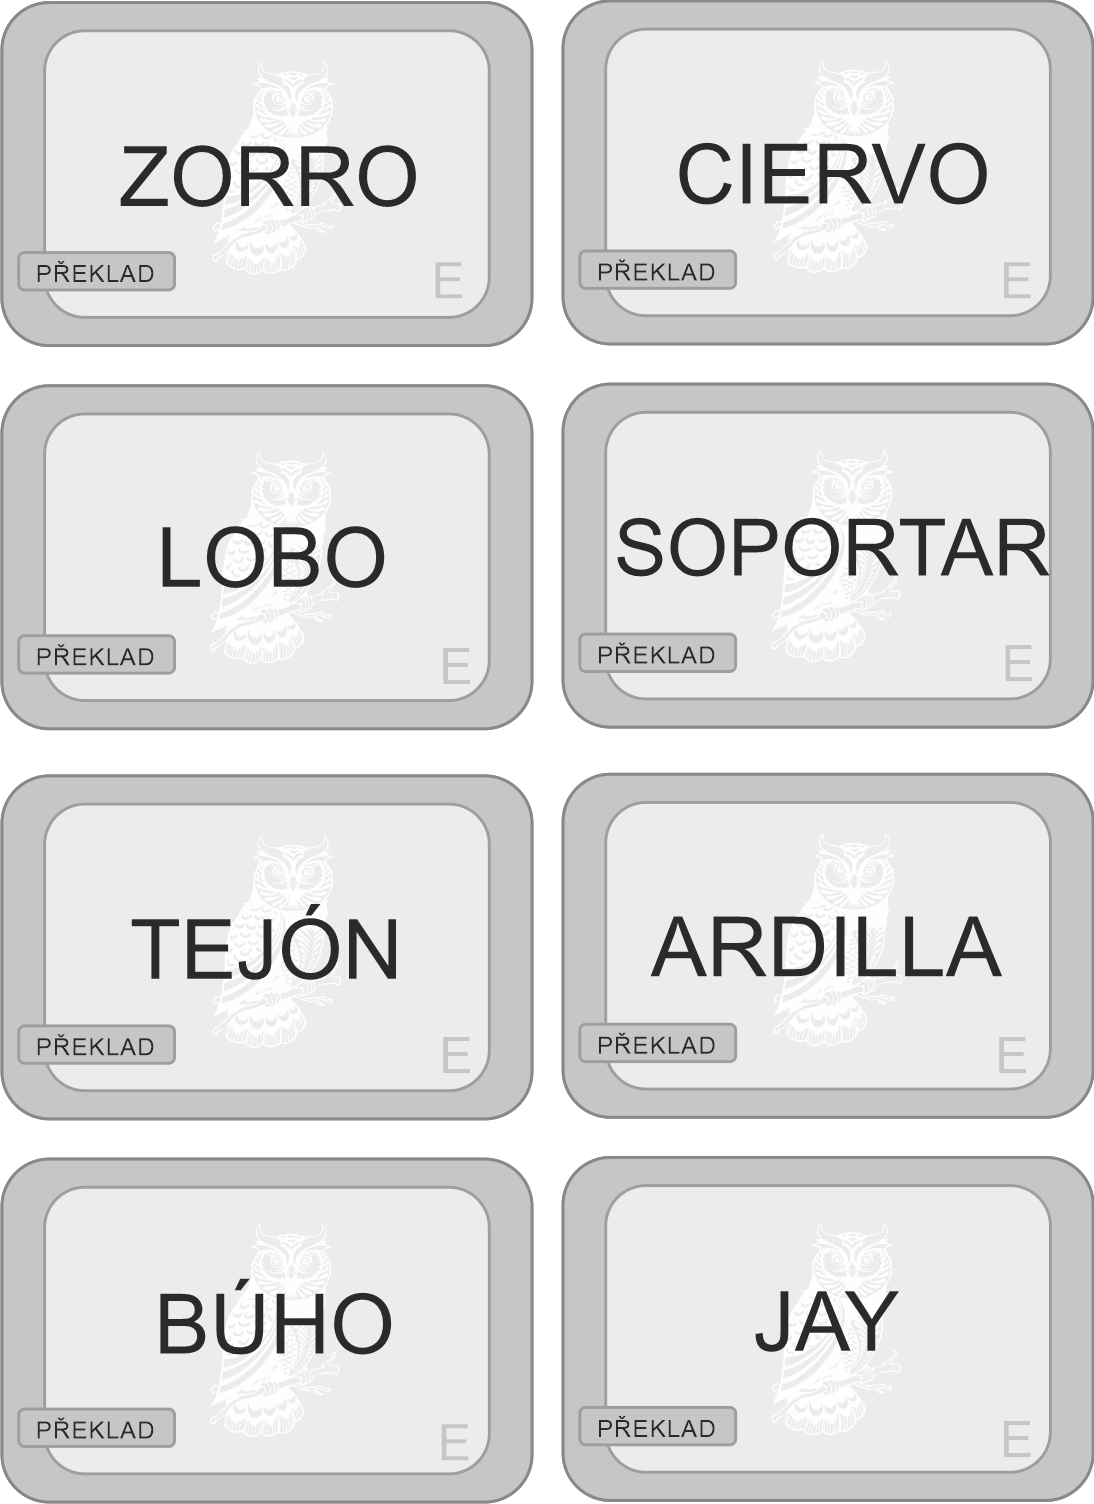 ZORRO
PŘEKLAD
E
CIERVO
PŘEKLAD
E
LOBO
PŘEKLAD
E
SOPORTAR
PŘEKLAD
E
TEJÓN
PŘEKLAD
E
ARDILLA
PŘEKLAD
E
BÚHO
PŘEKLAD
E
JAY
PŘEKLAD
E